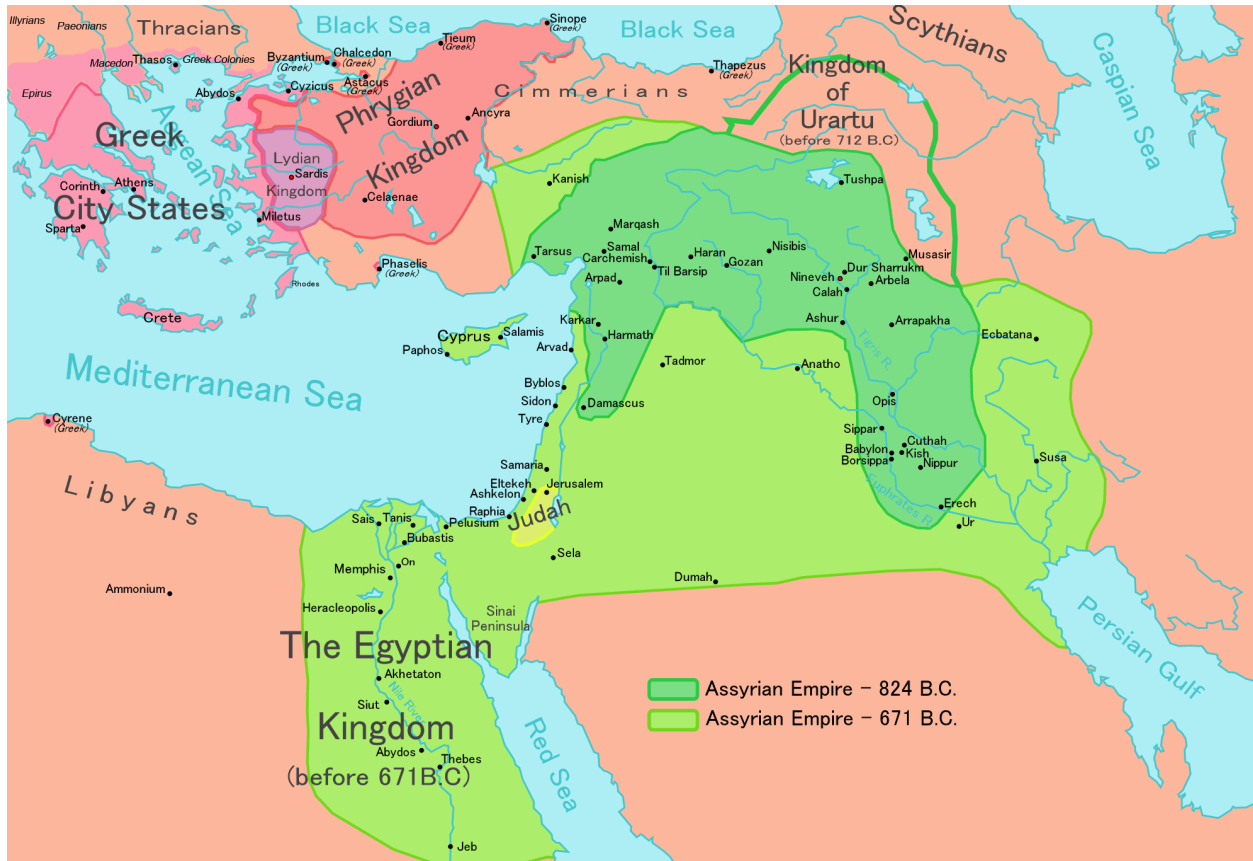 Illyrians
Paeonians
Thracians
Black Sea
Sinope
(Greek)
Black Sea
Scythians
Caspian Sea
Macedon
Thasos
Greek Colonies
Byzantium
(Greek)
Chalcedon
(Greek)
Tieum
(Greek)
Astacus
(Greek)
Thapezus
(Greek)
Kingdom
of
Urartu
(before 712 B.C)
Epirus
Abydos
Cyzicus
Phrygian
Kingdom
Cimmerians
Aegean Sea
Gordium
Ancyra
Greek
City States
Lydian
Kingdom
Sardis
Corinth
Athens
Sparta
Miletus
Celaenae
Kanish
Tushpa
Marqash
Samal
Carchemish
Til Barsip
Haran
Gozan
Nisibis
Musasir
Tarsus
Phaselis
(Greek)
Rhodes
Arpad
Nineveh
Dur Sharrukm
Arbela
Calah
Crete
Cyprus
Salamis
Paphos
Karkar
Harmath
Arvad
Ashur
Arrapakha
Ecbatana
Tigris R.
Tadmor
Anatho
Mediterranean Sea
Byblos
Sidon
Tyre
Damascus
Opis
Cyrene
(Greek)
Sippar
Cuthah
Babylon
Kish
Borsippa
Nippur
Susa
Samaria
Eltekeh
Jerusalem
Ashkelon
Raphia
Judah
Euphrates R.
Erech
Ur
Libyans
Sais
Tanis
Pelusium
Bubastis
On
Memphis
Sela
Dumah
Ammonium
Heracleopolis
Sinai
Peninsula
Persian Gulf
The Egyptian
Kingdom
(before 671B.C)
Akhetaton
Siut
Nile River
Abydos
Thebes
Jeb
Red Sea
Assyrian Empire - 824 B.C.
Assyrian Empire - 671 B.C.